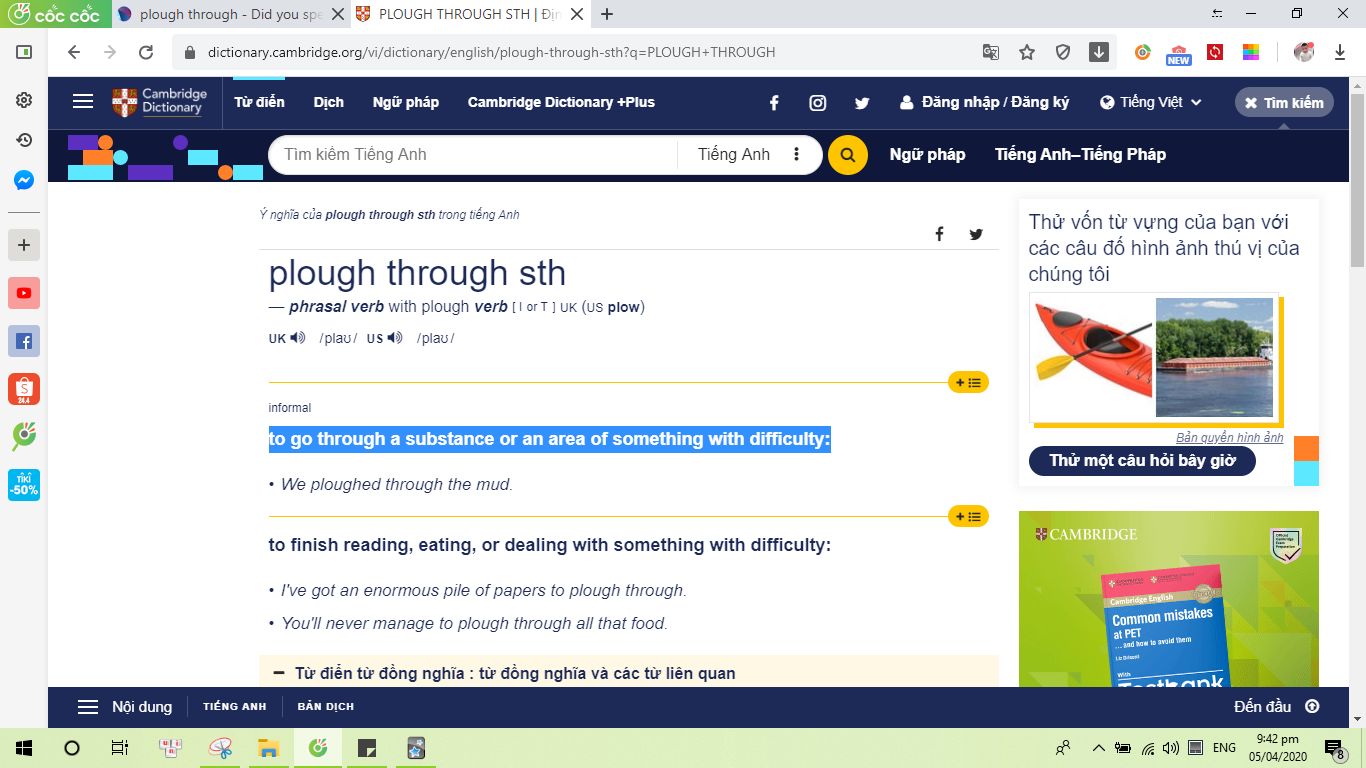 cốc cốc
plough through - Did you spe
PLOUGH THROUGH STH | Địn
dictionary.cambridge.org/vi/dictionary/english/plough-through-sth?q=PLOUGH+THROUGH
NEW
Cambridge
Dictionary
Từ điển
Dịch
Ngữ pháp
Cambridge Dictionary +Plus
Đăng nhập / Đăng ký
Tiếng Việt
Tìm kiếm
Tìm kiếm Tiếng Anh
Tiếng Anh
Ngữ pháp
Tiếng Anh–Tiếng Pháp
Ý nghĩa của plough through sth trong tiếng Anh
plough through sth
— phrasal verb with plough verb [ I or T ] UK (US plow)
UK /plaʊ/ US /plaʊ/
informal
to go through a substance or an area of something with difficulty:
• We ploughed through the mud.
to finish reading, eating, or dealing with something with difficulty:
• I've got an enormous pile of papers to plough through.
• You'll never manage to plough through all that food.
Từ điển từ đồng nghĩa : từ đồng nghĩa và các từ liên quan
Thử vốn từ vựng của bạn với
các câu đố hình ảnh thú vị của
chúng tôi
Bản quyền hình ảnh
Thử một câu hỏi bây giờ
CAMBRIDGE
Cambridge English
Common mistakes
at PET
... and how to avoid them
Liz Driscoll
With
Testbank
S
24.4
TIKI
-50%
Nội dung
TIẾNG ANH
BẢN DỊCH
Đến đầu
ENG
9:42 pm
05/04/2020
8